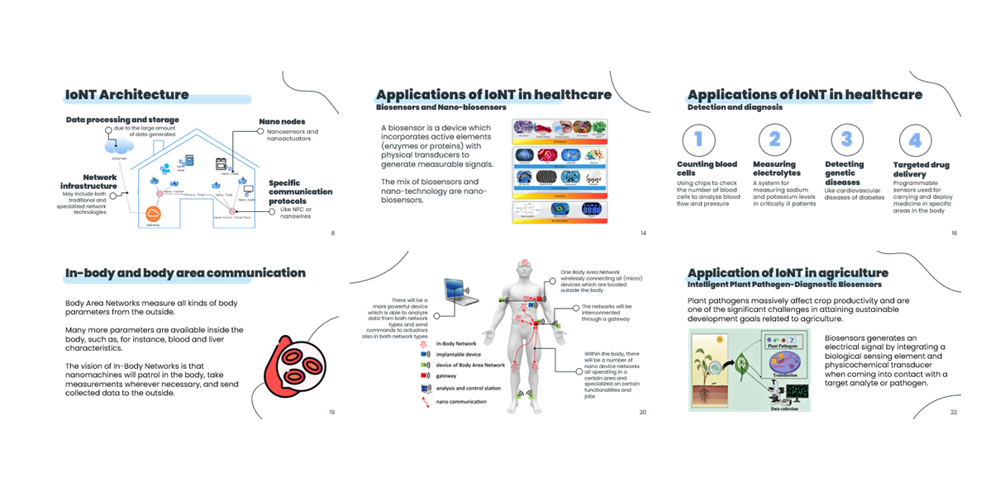 IoNT Architecture
Data processing and storage
due to the large amount
of data generated
Internet
Nano nodes
Nanosensors and
nanoactuators
Network
infrastructure
May include both
traditional and
specialized network
technologies
Specific
communication
protocols
Like NFC or
nanowires
Gateway
8
Applications of IoNT in healthcare
Biosensors and Nano-biosensors
A biosensor is a device which
incorporates active elements
(enzymes or proteins) with
physical transducers to
generate measurable signals.
The mix of biosensors and
nano-technology are nano-
biosensors.
14
Applications of IoNT in healthcare
Detection and diagnosis
1
2
3
4
Counting blood
cells
Using chips to check
the number of blood
cells to analyze blood
flow and pressure
Measuring
electrolytes
A system for
measuring sodium
and potassium levels
in critically ill patients
Detecting
genetic
diseases
Like cardiovascular
diseases of diabetes
Targeted drug
delivery
Programmable
sensors used for
carrying and deploy
medicine in specific
areas in the body
16
In-body and body area communication
Body Area Networks measure all kinds of body
parameters from the outside.
Many more parameters are available inside the
body, such as, for instance, blood and liver
characteristics.
The vision of In-Body Networks is that
nanomachines will patrol in the body, take
measurements wherever necessary, and send
collected data to the outside.
19
One Body Area Network
wirelessly connecting all (micro)
devices which are located
outside the body
There will be a
more powerful device
which is able to analyze
data from both network
types and send
commands to actuators
also in both network types
The networks will be
interconnected
through a gateway
In-Body Network
implantable device
device of Body Area Network
gateway
analysis and control station
nano communication
Within the body, there
will be a number of
nano device networks
all operating in a
certain area and
specialized on certain
functionalities and
jobs
20
Application of IoNT in agriculture
Intelligent Plant Pathogen-Diagnostic Biosensors
Plant pathogens massively affect crop productivity and are
one of the significant challenges in attaining sustainable
development goals related to agriculture.
Plant
Pathogens
Transduction
Data collection
Biosensors generates an
electrical signal by integrating a
biological sensing element and
physicochemical transducer
when coming into contact with a
target analyte or pathogen.
22